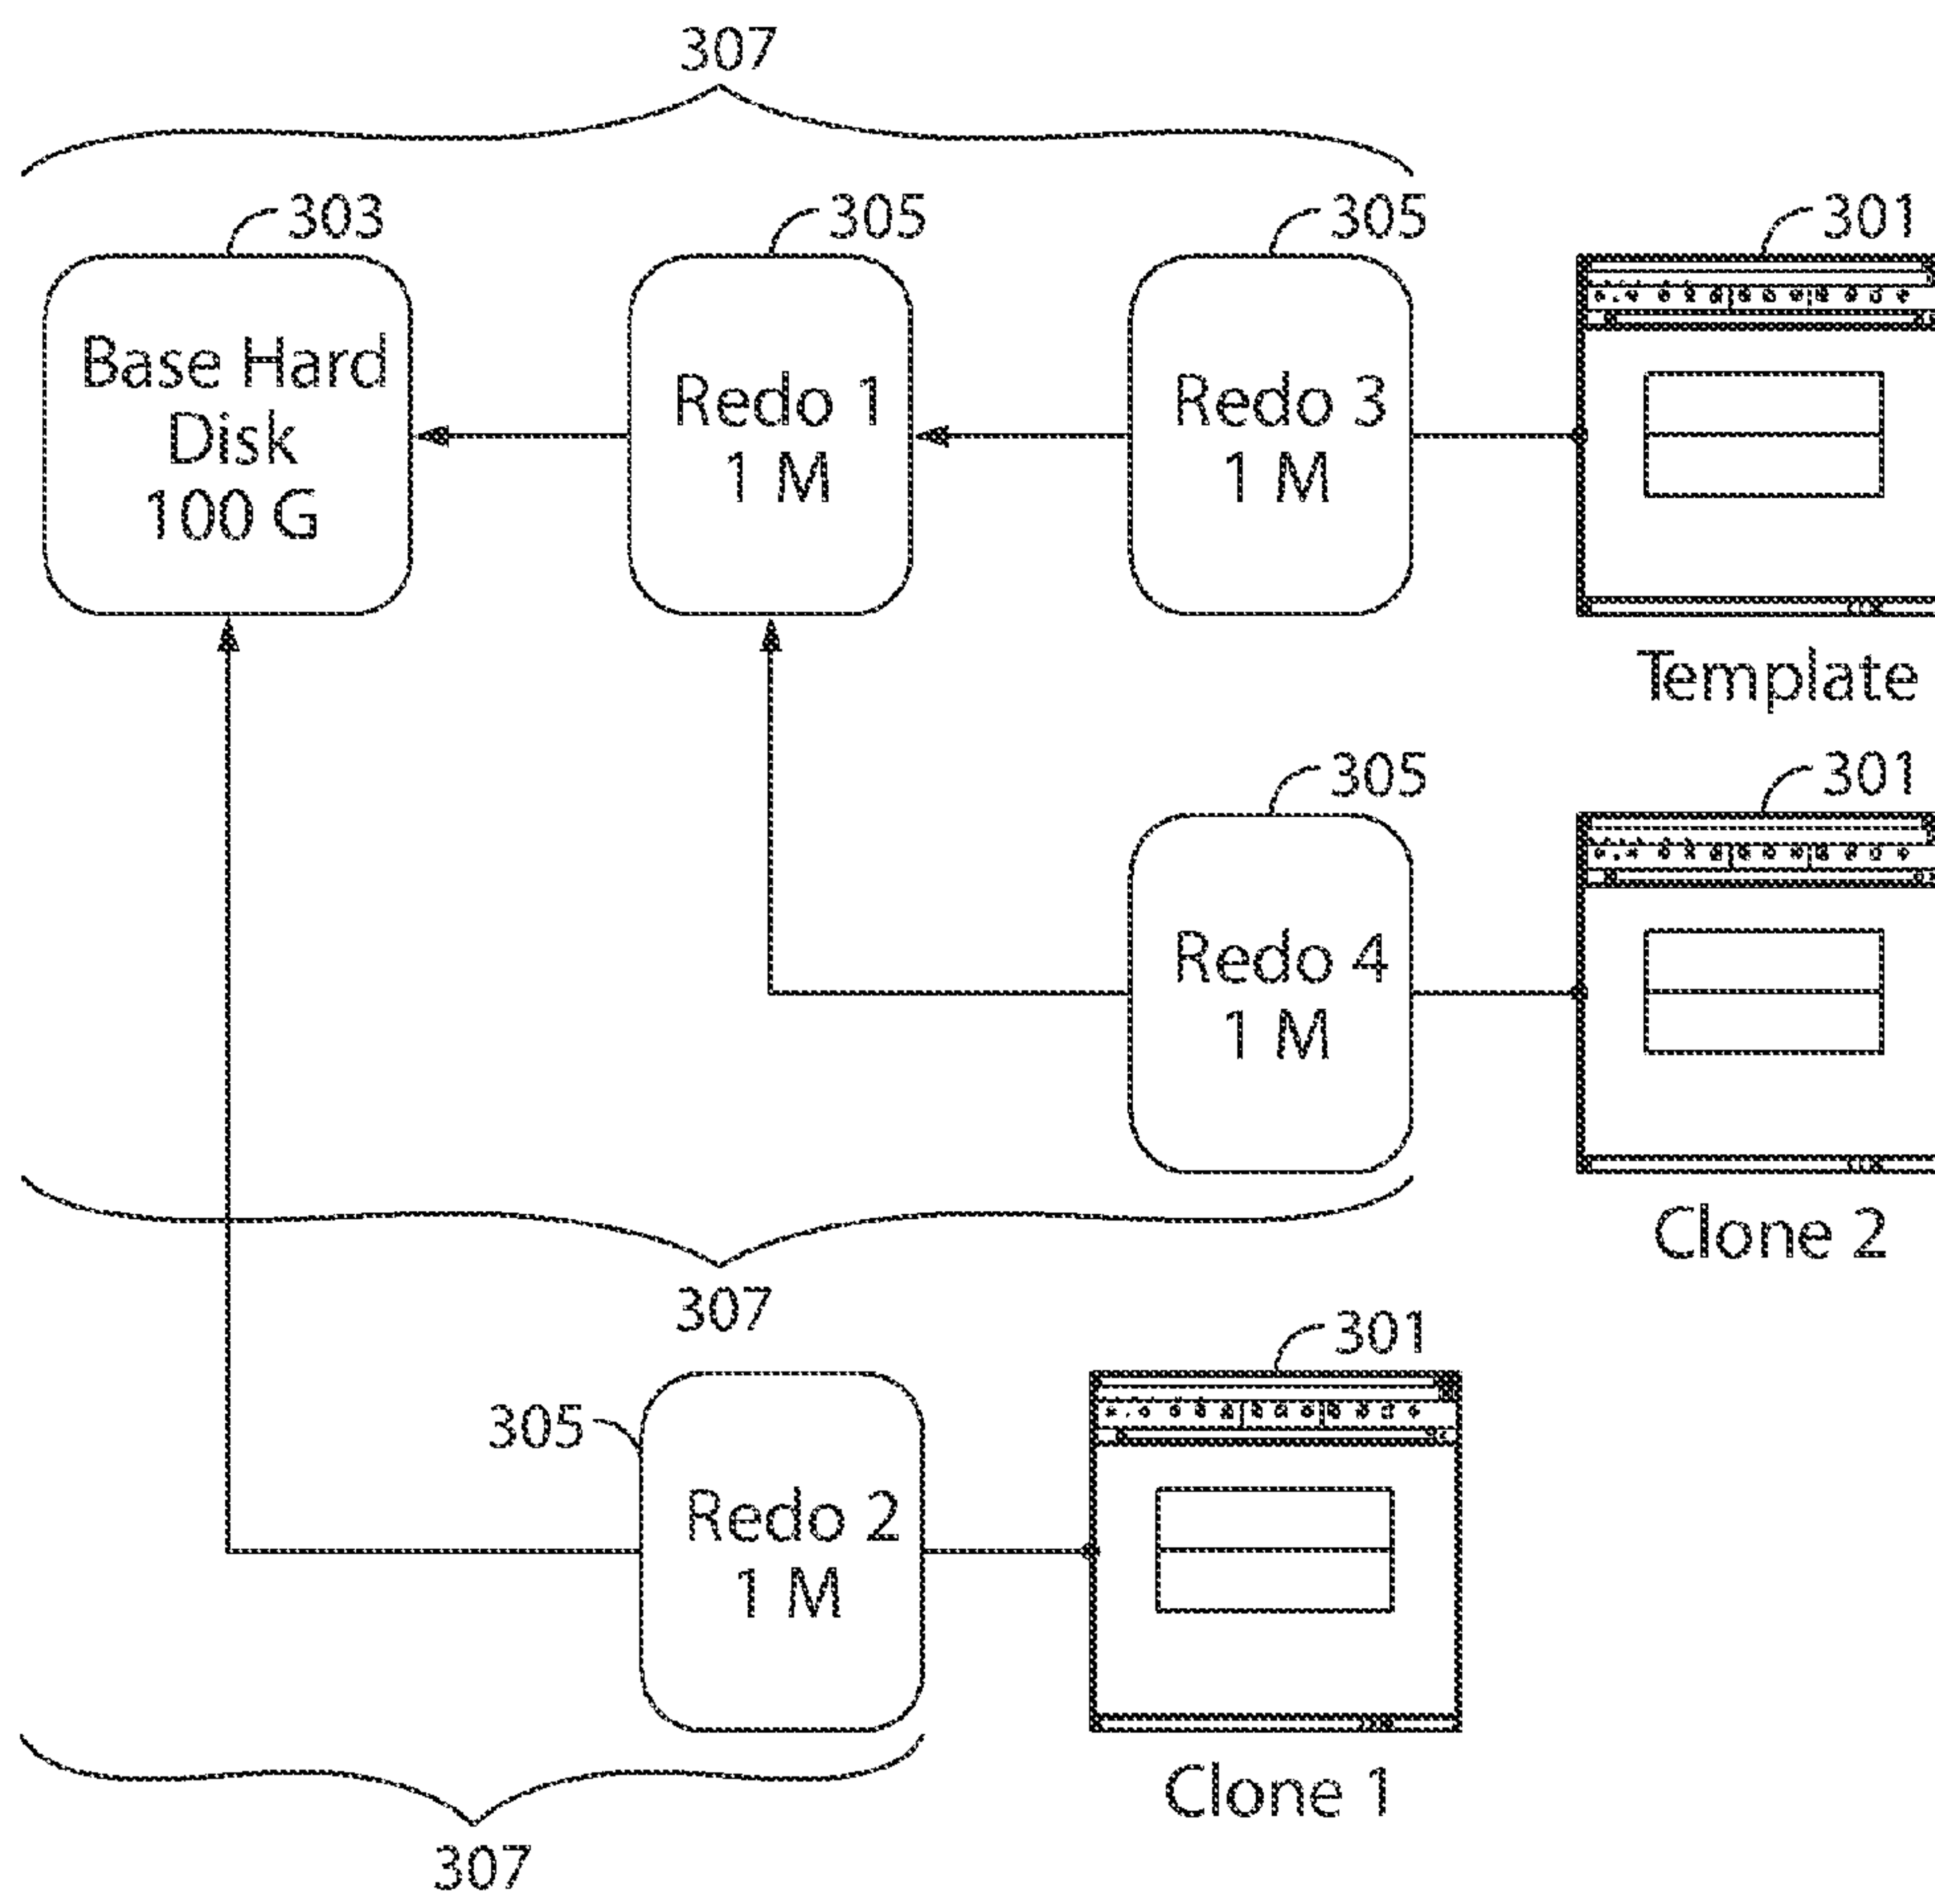 307
303
305
305
301
Base Hard
Disk
100 G
Redo 1
1 M
Redo 3
1 M
Template
305
301
Redo 4
1 M
Clone 2
307
301
305
Redo 2
1 M
Clone 1
307